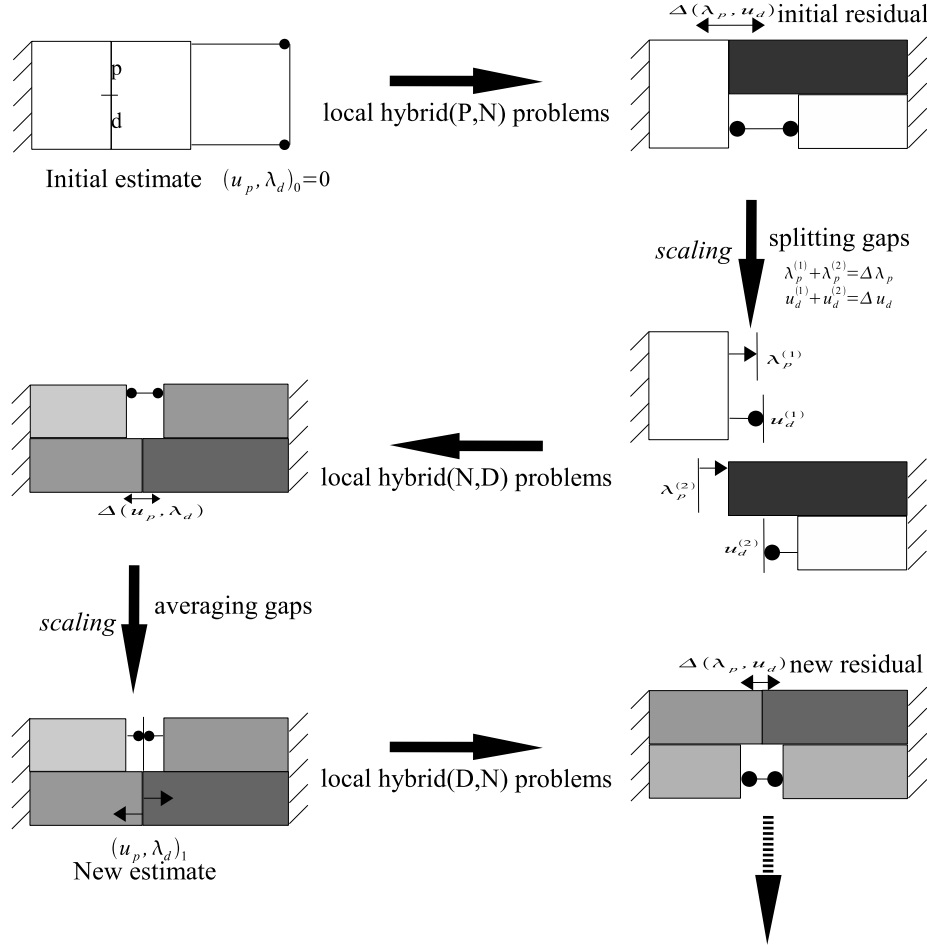 p
d
Initial estimate (u_p, λ_d)_0=0
local hybrid(P,N) problems
Δ(λ_p, u_d) initial residual
scaling
splitting gaps
λ_p^(1)+λ_p^(2)=Δλ_p
u_d^(1)+u_d^(2)=Δu_d
λ_p^(1)
u_d^(1)
λ_p^(2)
u_d^(2)
local hybrid(N,D) problems
Δ(u_p, λ_d)
scaling
averaging gaps
(u_p, λ_d)_1
New estimate
local hybrid(D,N) problems
Δ(λ_p, u_d) new residual